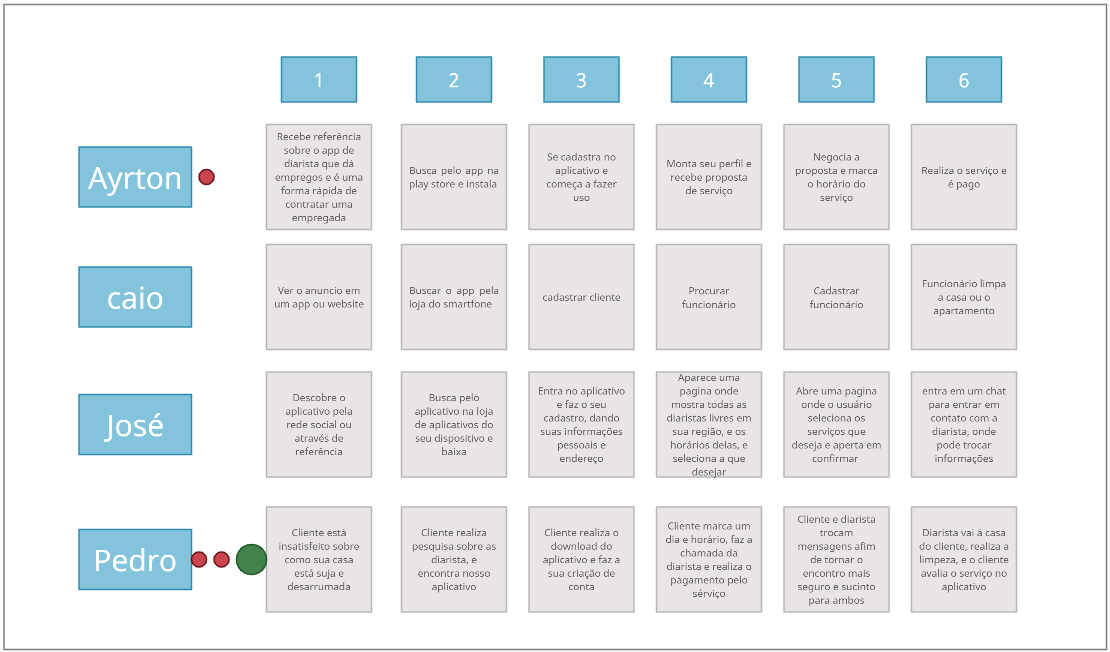 1
2
3
4
5
6
Ayrton
Recebe referência
sobre o app de
diarista que dá
empregos e é uma
forma rápida de
contratar uma
empregada
Busca pelo app na
play store e instala
Se cadastra no
aplicativo e
começa a fazer
uso
Monta seu perfil e
recebe proposta
de serviço
Negocia a
proposta e marca
o horário do
serviço
Realiza o serviço e
é pago
caio
Ver o anuncio em
um app ou website
Buscar o app pela
loja do smartfone
cadastrar cliente
Procurar
funcionário
Cadastrar
funcionário
Funcionário limpa
a casa ou o
apartamento
José
Descobre o
aplicativo pela
rede social ou
através de
referência
Busca pelo
aplicativo na loja
de aplicativos do
seu dispositivo e
baixa
Entra no aplicativo
e faz o seu
cadastro, dando
suas informações
pessoais e
endereço
Aparece uma
pagina onde
mostra todas as
diaristas livres em
sua região, e os
horários delas, e
seleciona a que
desejar
Abre uma pagina
onde o usuário
seleciona os
serviços que
deseja e aperta em
confirmar
entra em um chat
para entrar em
contato com a
diarista, onde
pode trocar
informações
Pedro
Cliente está
insatisfeito sobre
como sua casa
está suja e
desarrumada
Cliente realiza
pesquisa sobre as
diarista, e
encontra nosso
aplicativo
Cliente realiza o
download do
aplicativo e faz a
sua criação de
conta
Cliente marca um
dia e horário, faz a
chamada da
diarista e realiza o
pagamento pelo
sérviço
Cliente e diarista
trocam
mensagens afim
de tornar o
encontro mais
seguro e sucinto
para ambos
Diarista vai á casa
do cliente, realiza a
limpeza, e o cliente
avalia o serviço no
aplicativo